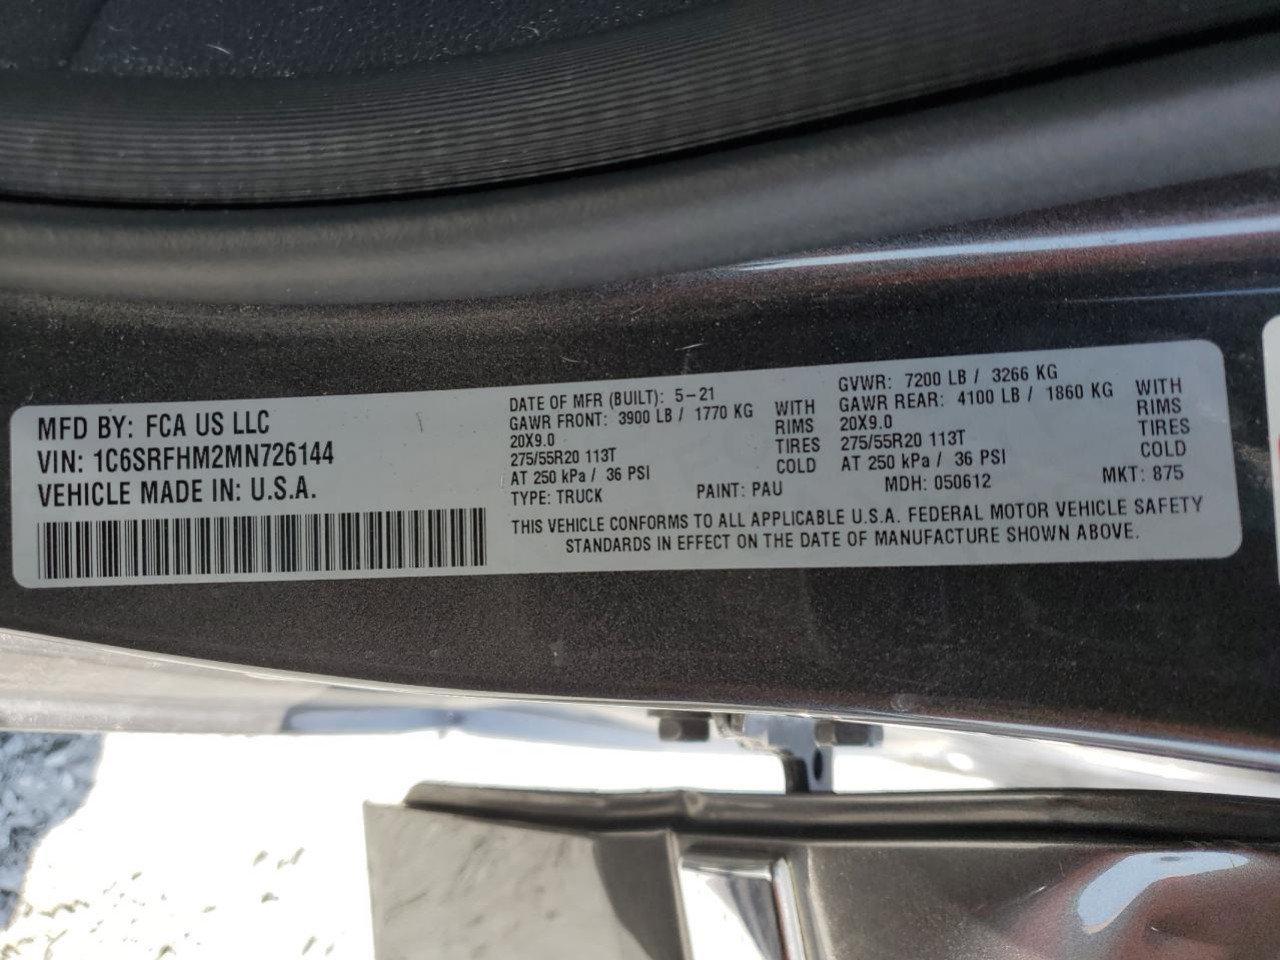 MFD BY: FCA US LLC
VIN: 1C6SRFHM2MN726144
VEHICLE MADE IN: U.S.A.
DATE OF MFR (BUILT): 5-21
GAWR FRONT: 3900 LB / 1770 KG WITH
20X9.0 RIMS
275/55R20 113T TIRES
AT 250 kPa / 36 PSI COLD
GVWR: 7200 LB / 3266 KG
GAWR REAR: 4100 LB / 1860 KG WITH
20X9.0 RIMS
275/55R20 113T TIRES
AT 250 kPa / 36 PSI COLD
TYPE: TRUCK PAINT: PAU MDH: 050612 MKT: 875
THIS VEHICLE CONFORMS TO ALL APPLICABLE U.S.A. FEDERAL MOTOR VEHICLE SAFETY
STANDARDS IN EFFECT ON THE DATE OF MANUFACTURE SHOWN ABOVE.